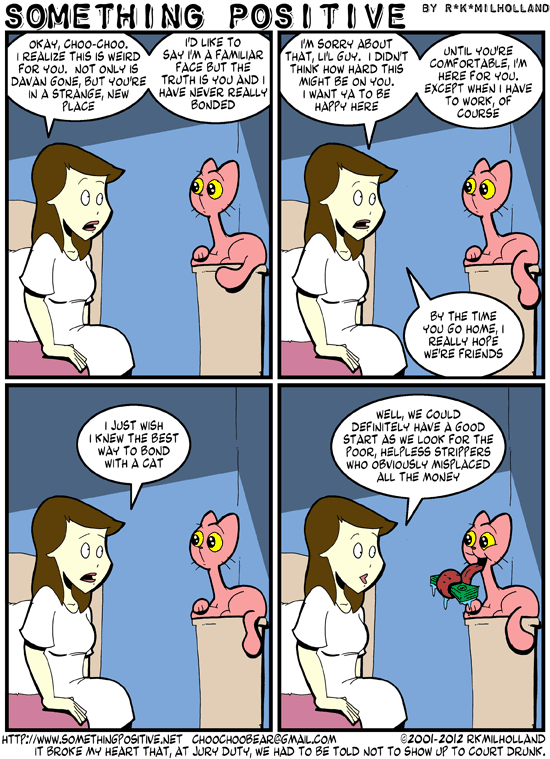 SOMETHING POSITIVE BY R*K*MILHOLLAND
OKAY, CHOO-CHOO.
I REALIZE THIS IS WEIRD
FOR YOU. NOT ONLY IS
DAVAN GONE, BUT YOU'RE
IN A STRANGE, NEW
PLACE
I'D LIKE TO
SAY I'M A FAMILIAR
FACE BUT THE
TRUTH IS YOU AND I
HAVE NEVER REALLY
BONDED
I'M SORRY ABOUT
THAT, LI'L GUY. I DIDN'T
THINK HOW HARD THIS
MIGHT BE ON YOU.
I WANT YA TO BE
HAPPY HERE
UNTIL YOU'RE
COMFORTABLE, I'M
HERE FOR YOU.
EXCEPT WHEN I HAVE
TO WORK, OF
COURSE
BY THE TIME
YOU GO HOME, I
REALLY HOPE
WE'RE FRIENDS
I JUST WISH
I KNEW THE BEST
WAY TO BOND
WITH A CAT
WELL, WE COULD
DEFINITELY HAVE A GOOD
START AS WE LOOK FOR THE
POOR, HELPLESS STRIPPERS
WHO OBVIOUSLY MISPLACED
ALL THE MONEY
HTTP://WWW.SOMETHINGPOSITIVE.NET CHOOCHOOBEAR@GMAIL.COM ©2001-2012 RKMILHOLLAND
IT BROKE MY HEART THAT, AT JURY DUTY, WE HAD TO BE TOLD NOT TO SHOW UP TO COURT DRUNK.